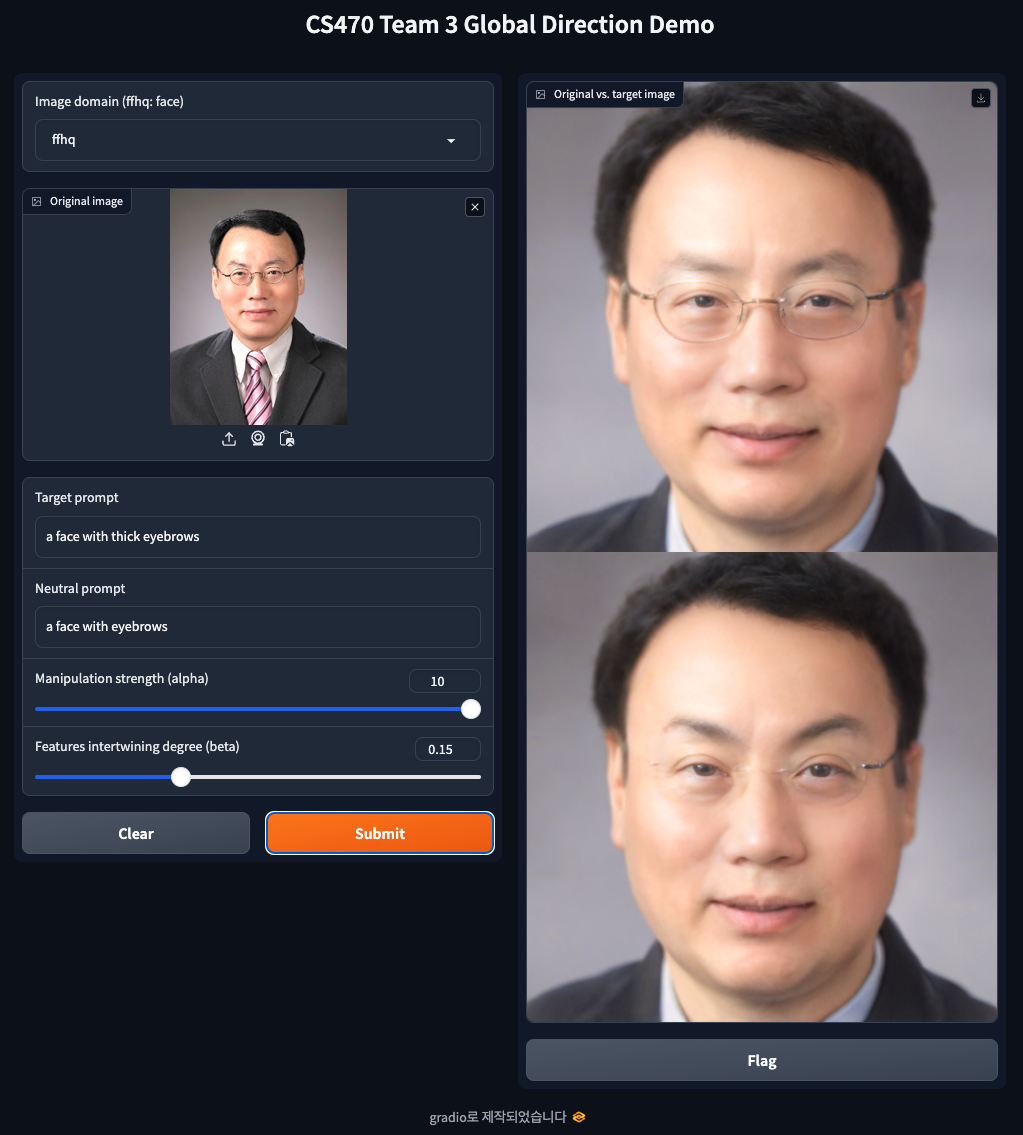 CS470 Team 3 Global Direction Demo
Image domain (ffhq: face)
ffhq
Original image
Target prompt
a face with thick eyebrows
Neutral prompt
a face with eyebrows
Manipulation strength (alpha)
10
Features intertwining degree (beta)
0.15
Clear
Submit
Original vs. target image
Flag
gradio로 제작되었습니다